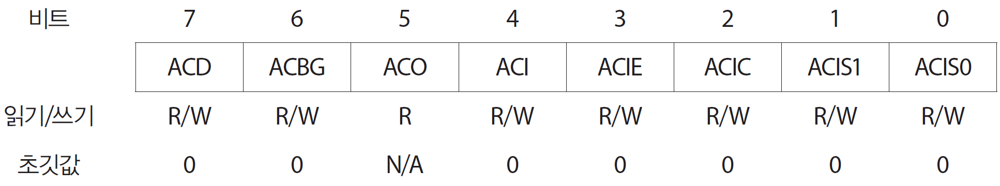 비트 7 6 5 4 3 2 1 0
ACD ACBG ACO ACI ACIE ACIC ACIS1 ACIS0
읽기/쓰기 R/W R/W R R/W R/W R/W R/W R/W
초깃값 0 0 N/A 0 0 0 0 0